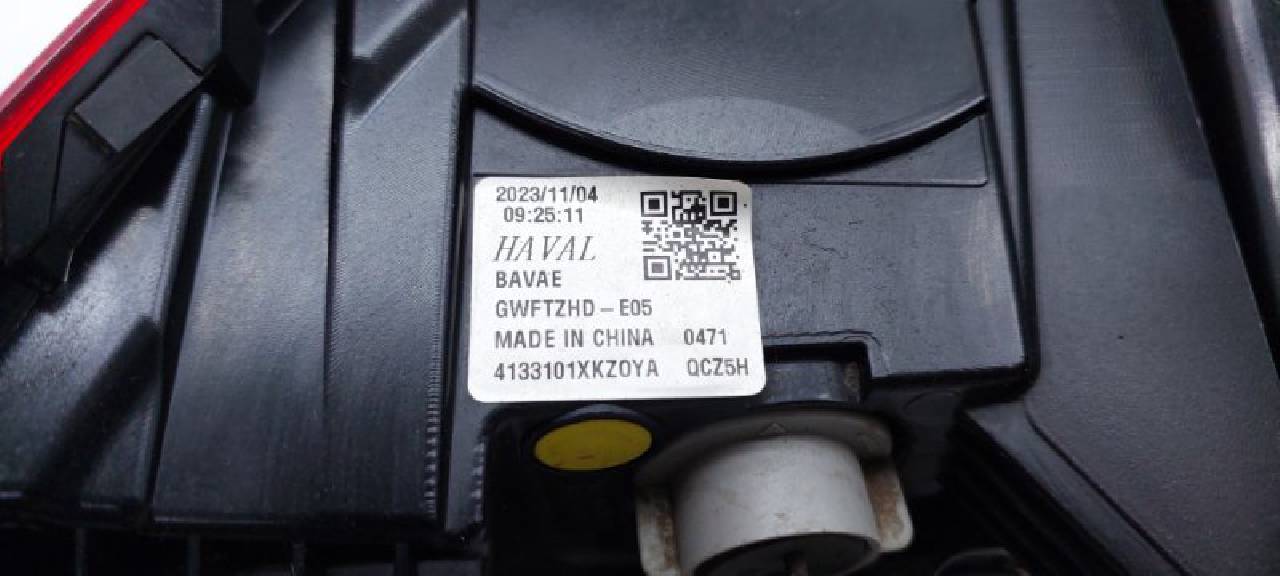 2023/11/04
09:25:11
HAVAL
BAVAE
GWFTZHD-E05
MADE IN CHINA 0471
4133101XKZ0YA QCZ5H